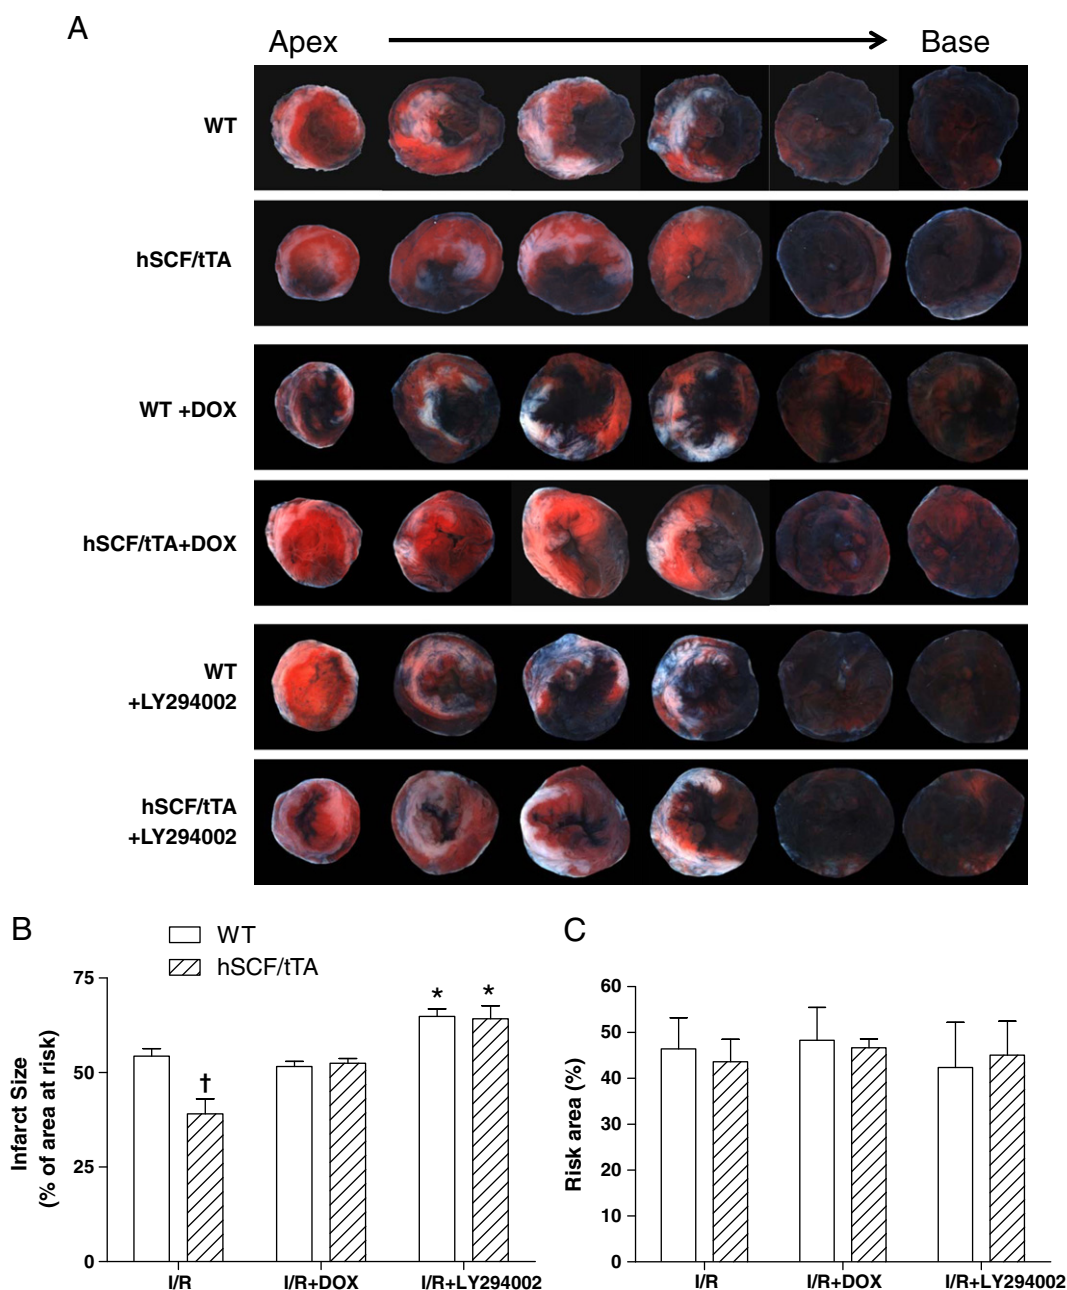 A
Apex Base
WT
hSCF/tTA
WT +DOX
hSCF/tTA+DOX
WT
+LY294002
hSCF/tTA
+LY294002
B
WT
hSCF/tTA
Infarct Size
(% of area at risk)
75
50
25
0
†
*
*
I/R I/R+DOX I/R+LY294002
C
Risk area (%)
60
50
40
30
20
10
0
I/R I/R+DOX I/R+LY294002